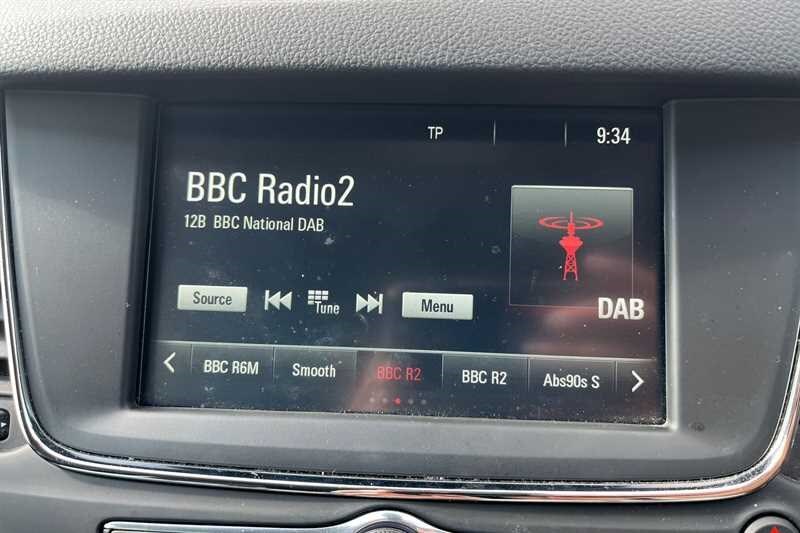 TP 9:34
BBC Radio2
12B BBC National DAB
DAB
Source Tune Menu
BBC R6M Smooth BBC R2 BBC R2 Abs90s S